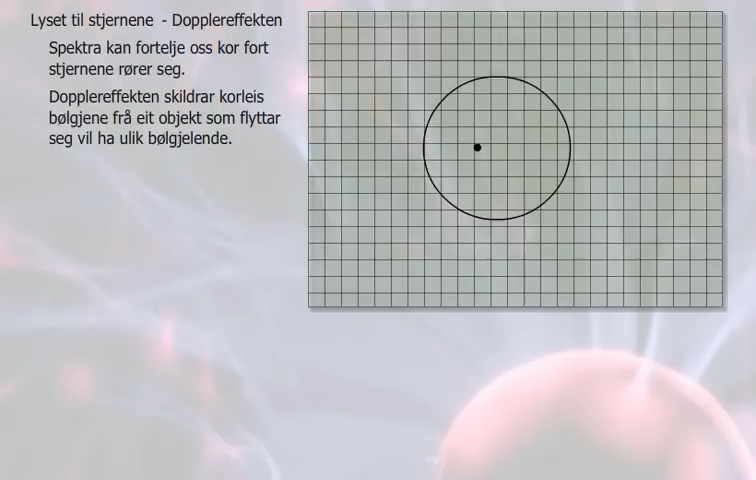 Lyset til stjernene - Dopplereffekten
Spektra kan fortelje oss kor fort
stjernene rører seg.
Dopplereffekten skildrar korleis
bølgjene frå eit objekt som flyttar
seg vil ha ulik bølgjelende.